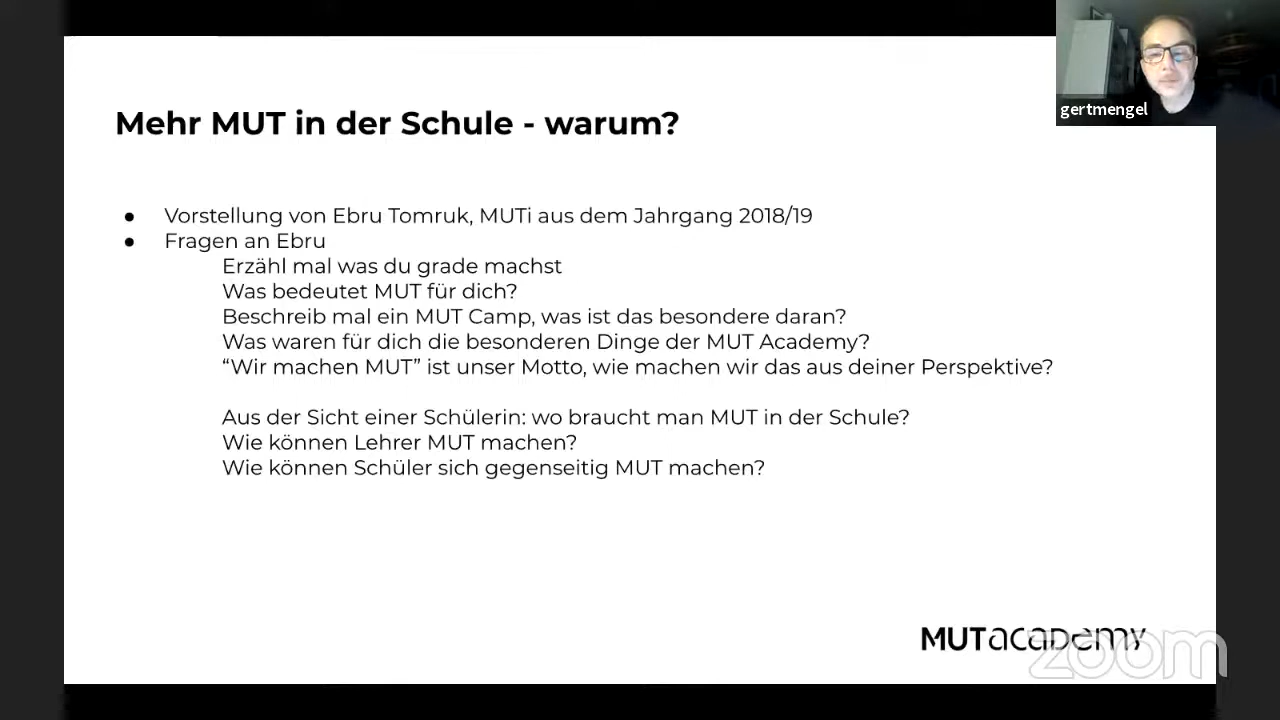 gertmengel
Mehr MUT in der Schule - warum?
● Vorstellung von Ebru Tomruk, MUTi aus dem Jahrgang 2018/19
● Fragen an Ebru
Erzähl mal was du grade machst
Was bedeutet MUT für dich?
Beschreib mal ein MUT Camp, was ist das besondere daran?
Was waren für dich die besonderen Dinge der MUT Academy?
“Wir machen MUT” ist unser Motto, wie machen wir das aus deiner Perspektive?
Aus der Sicht einer Schülerin: wo braucht man MUT in der Schule?
Wie können Lehrer MUT machen?
Wie können Schüler sich gegenseitig MUT machen?
MUTacademy
zoom